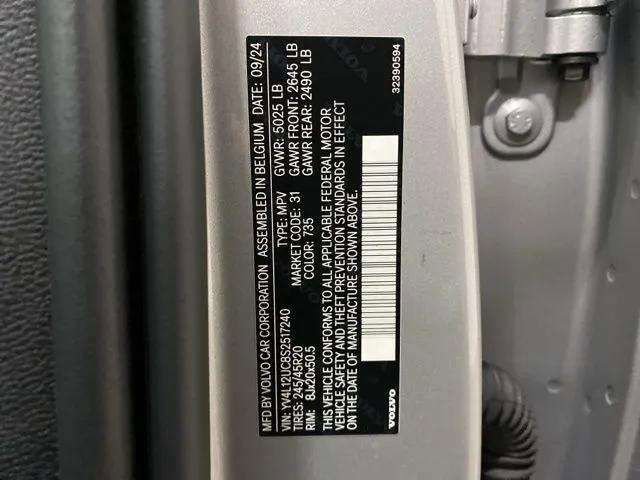 MFD BY VOLVO CAR CORPORATION ASSEMBLED IN BELGIUM DATE: 09/24
VIN: YV4L12UC8S2517240 TYPE: MPV GVWR: 5025 LB
TIRES: 245/45R20 MARKET CODE: 31 GAWR FRONT: 2645 LB
RIM: 8Jx20x50.5 COLOR: 735 GAWR REAR: 2490 LB
THIS VEHICLE CONFORMS TO ALL APPLICABLE FEDERAL MOTOR
VEHICLE SAFETY AND THEFT PREVENTION STANDARDS IN EFFECT
ON THE DATE OF MANUFACTURE SHOWN ABOVE.
VOLVO
32390594